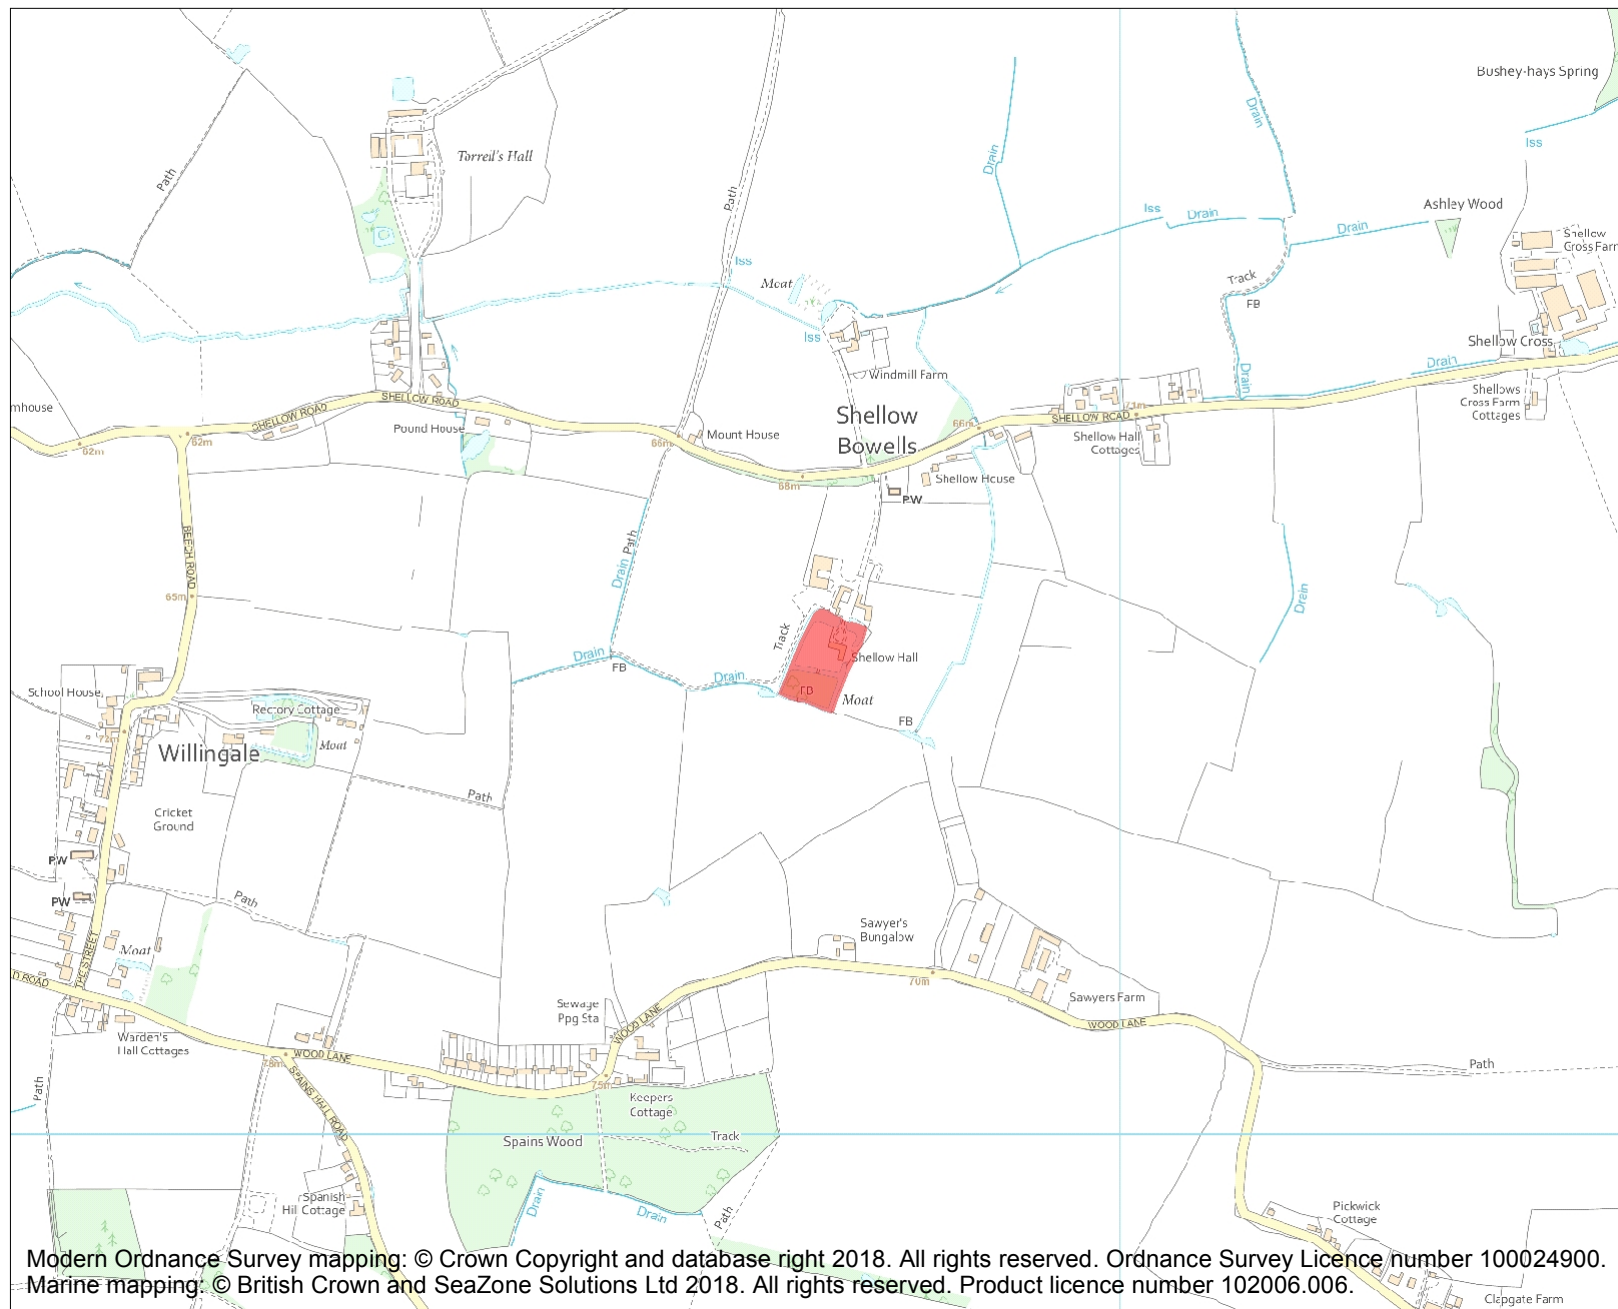 Bushey-hays Spring
Drain
Iss
Drain
Torrell's Hall
Path
Path
Ashley Wood
Iss
Drain
Drain
Shellow
Cross Farm
Iss
Moat
Track
FB
Iss
Shellow Cross
Drain
Windmill Farm
Drain
Shellows
Cross Farm
Cottages
mhouse
SHELLOW ROAD
SHELLOW ROAD
Shellow
Bowells
71m
SHELLOW ROAD
66m
Pound House
62m
62m
66m
Mount House
Shellow Hall
Cottages
68m
Shellow House
PW
BEECH ROAD
Path
Drain
Drain
65m
Track
Drain
FB
Shellow Hall
Drain
FB
Moat
School House
Rectory Cottage
FB
72m
Moat
Willingale
Path
Cricket
Ground
PW
Path
PW
Sawyer's
Bungalow
Moat
THE STREET
D ROAD
70m
Sawyers Farm
Sewage
Ppg Sta
WOOD LANE
WOOD LANE
Warden's
Hall Cottages
WOOD LANE
78m
Path
SPAINS HALL ROAD
75m
Path
Keepers
Cottage
Spains Wood
Track
Spanish
Hill Cottage
Drain
Drain
Path
Pickwick
Cottage
Modern Ordnance Survey mapping: © Crown Copyright and database right 2018. All rights reserved. Ordnance Survey Licence number 100024900.
Marine mapping: © British Crown and SeaZone Solutions Ltd 2018. All rights reserved. Product licence number 102006.006.
Clapgate Farm